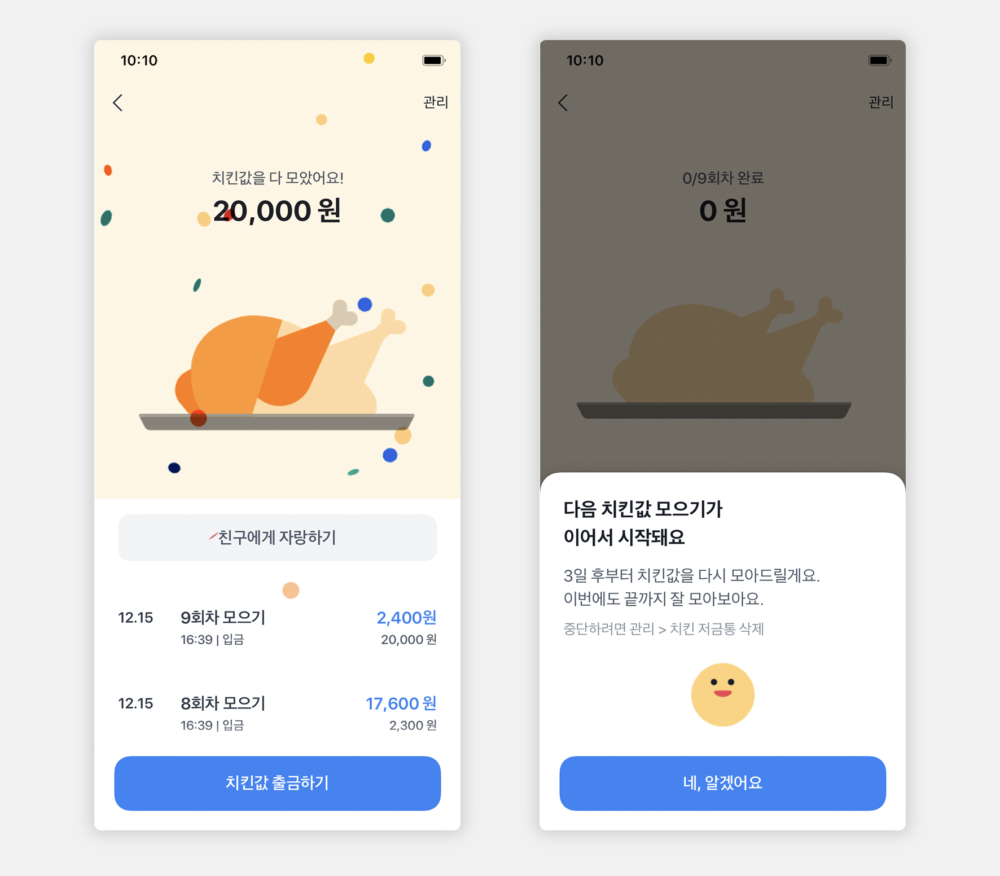 10:10
관리
치킨값을 다 모았어요!
20,000 원
친구에게 자랑하기
12.15 9회차 모으기 2,400원
16:39 | 입금 20,000 원
12.15 8회차 모으기 17,600 원
16:39 | 입금 2,300 원
치킨값 출금하기
10:10
관리
0/9회차 완료
0 원
다음 치킨값 모으기가
이어서 시작돼요
3일 후부터 치킨값을 다시 모아드릴게요.
이번에도 끝까지 잘 모아보아요.
중단하려면 관리 > 치킨 저금통 삭제
네, 알겠어요